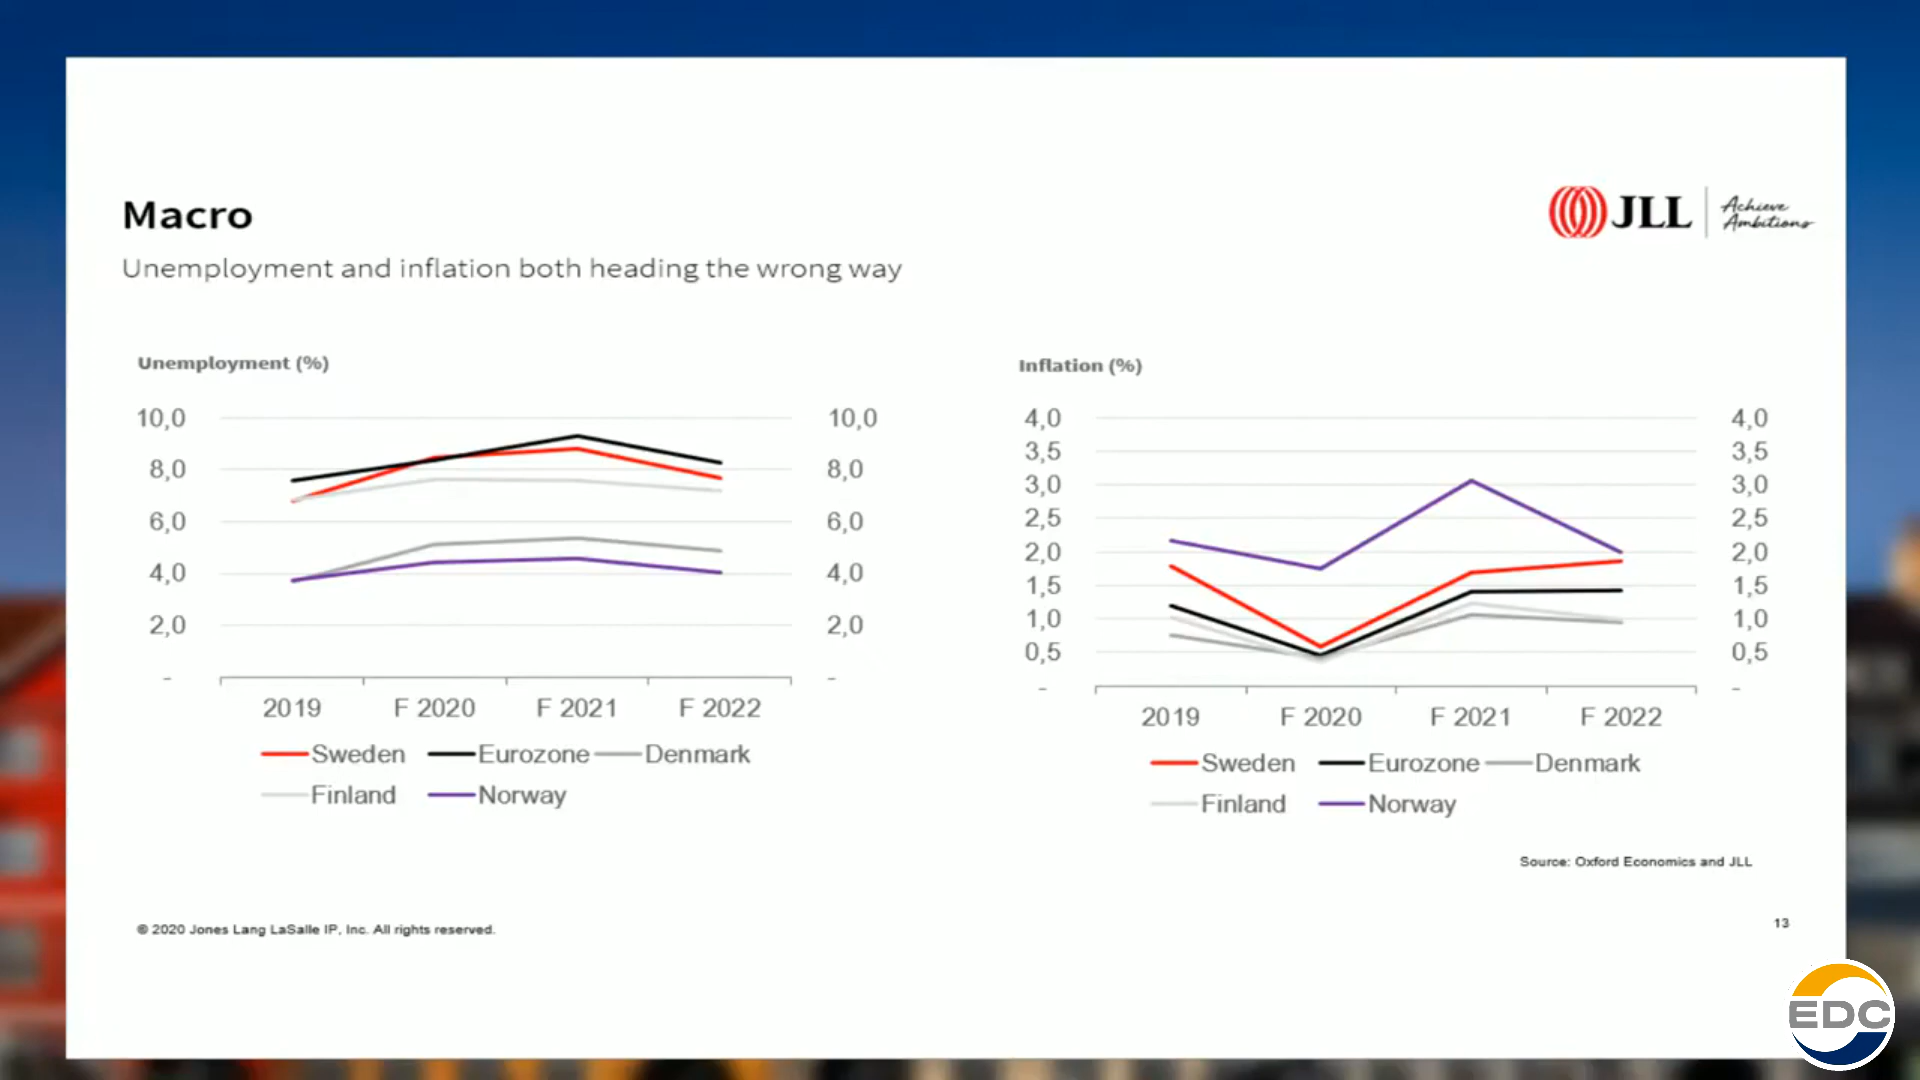 Macro
Unemployment and inflation both heading the wrong way
JLL
Achieve
Ambitions
Unemployment (%)
10,0
8,0
6,0
4,0
2,0
-
10,0
8,0
6,0
4,0
2,0
-
2019 F 2020 F 2021 F 2022
Sweden Eurozone Denmark
Finland Norway
Inflation (%)
4,0
3,5
3,0
2,5
2,0
1,5
1,0
0,5
-
4,0
3,5
3,0
2,5
2,0
1,5
1,0
0,5
-
2019 F 2020 F 2021 F 2022
Sweden Eurozone Denmark
Finland Norway
Source: Oxford Economics and JLL
© 2020 Jones Lang LaSalle IP, Inc. All rights reserved.
13
EDC